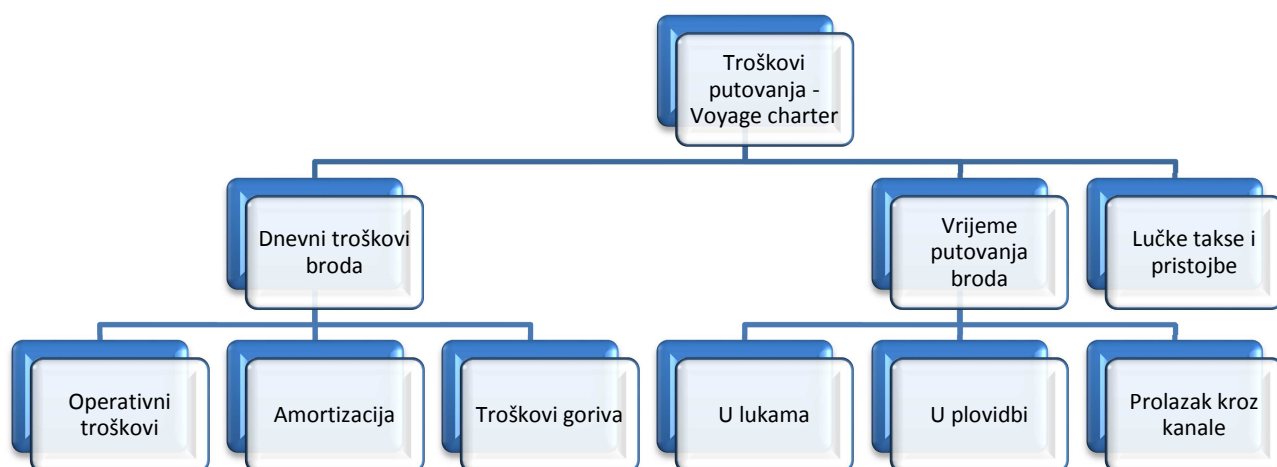 Troškovi
putovanja -
Voyage charter
Dnevni troškovi
broda
Vrijeme
putovanja
broda
Lučke takse i
pristojbe
Operativni
troškovi
Amortizacija
Troškovi goriva
U lukama
U plovidbi
Prolazak kroz
kanale